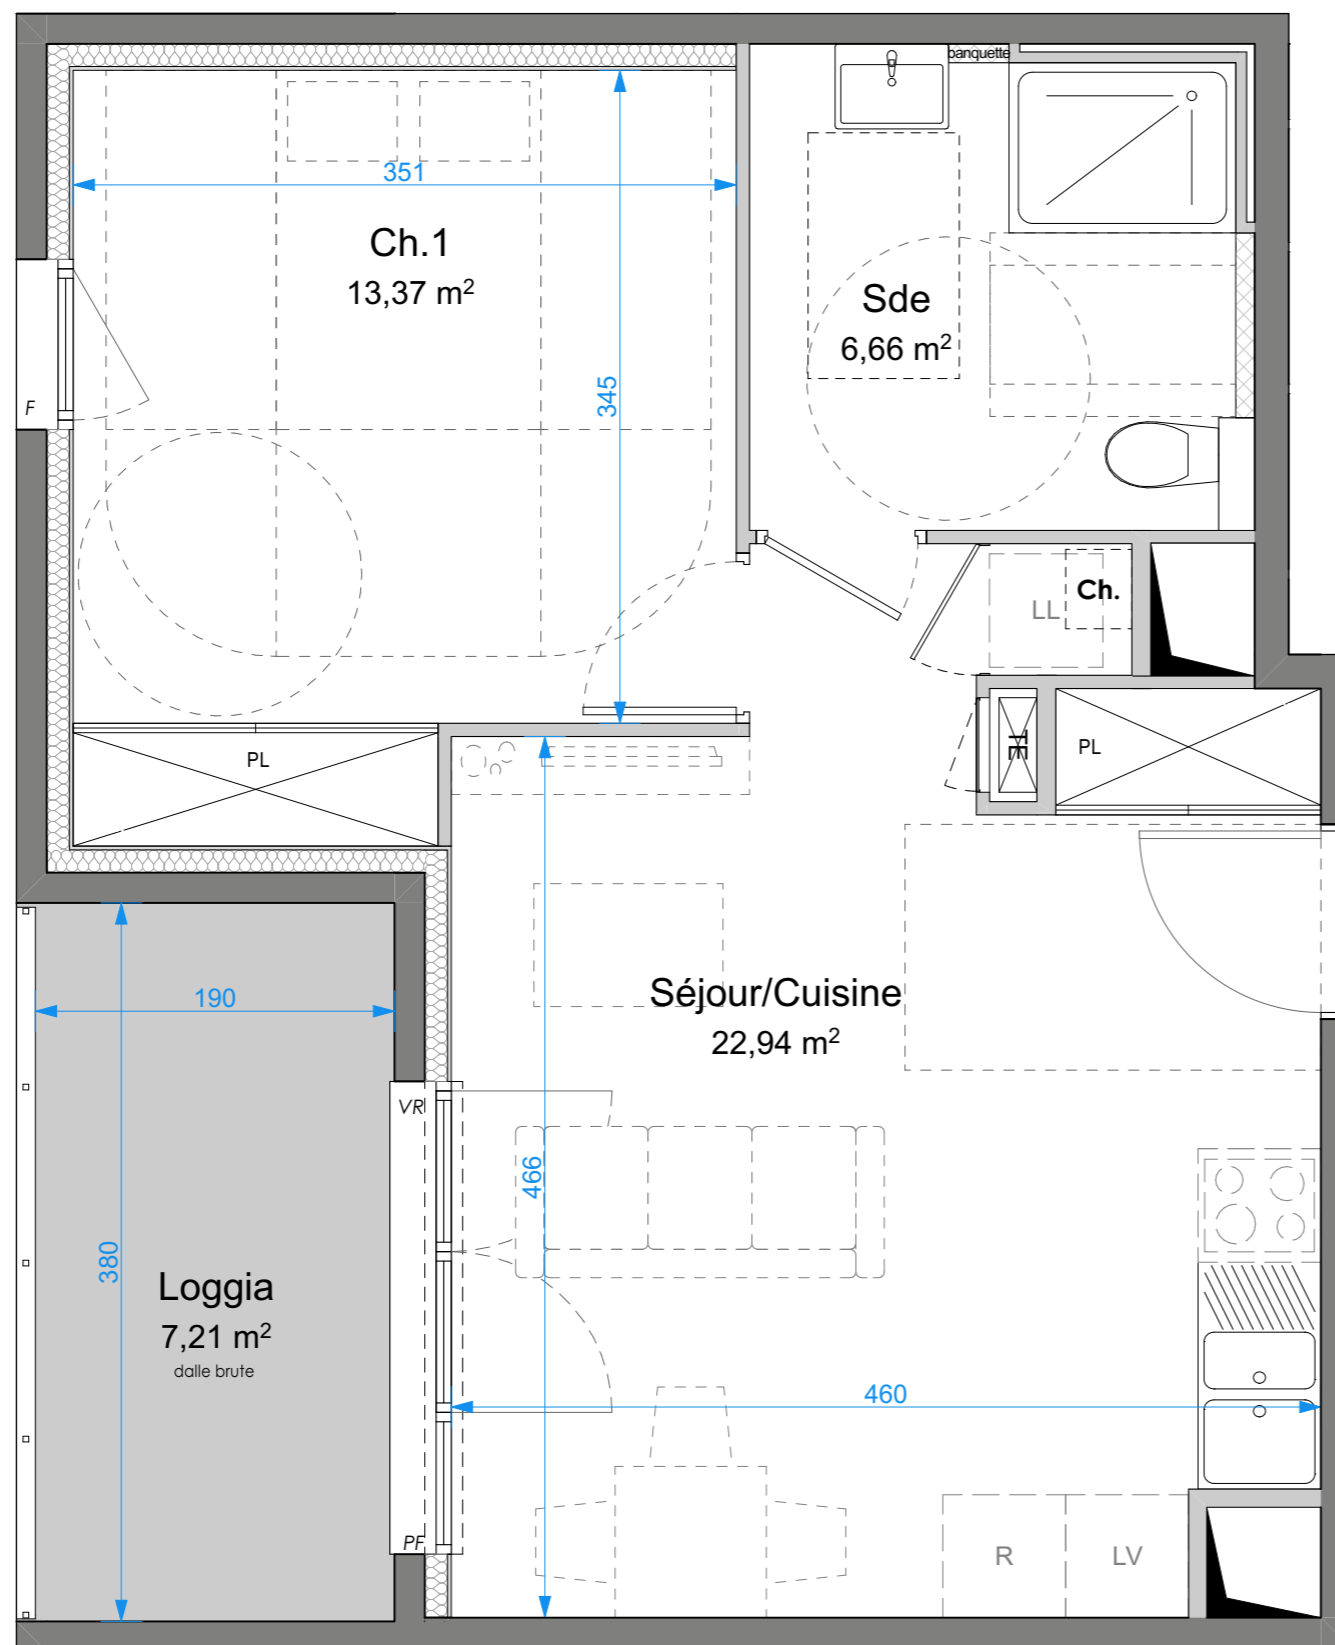 banquette
351
Ch.1
13,37 m²
Sde
6,66 m²
345
F
Ch.
LL
PL
TE
PL
Séjour/Cuisine
22,94 m²
190
VR
466
380
Loggia
7,21 m²
dalle brute
460
PF
R
LV